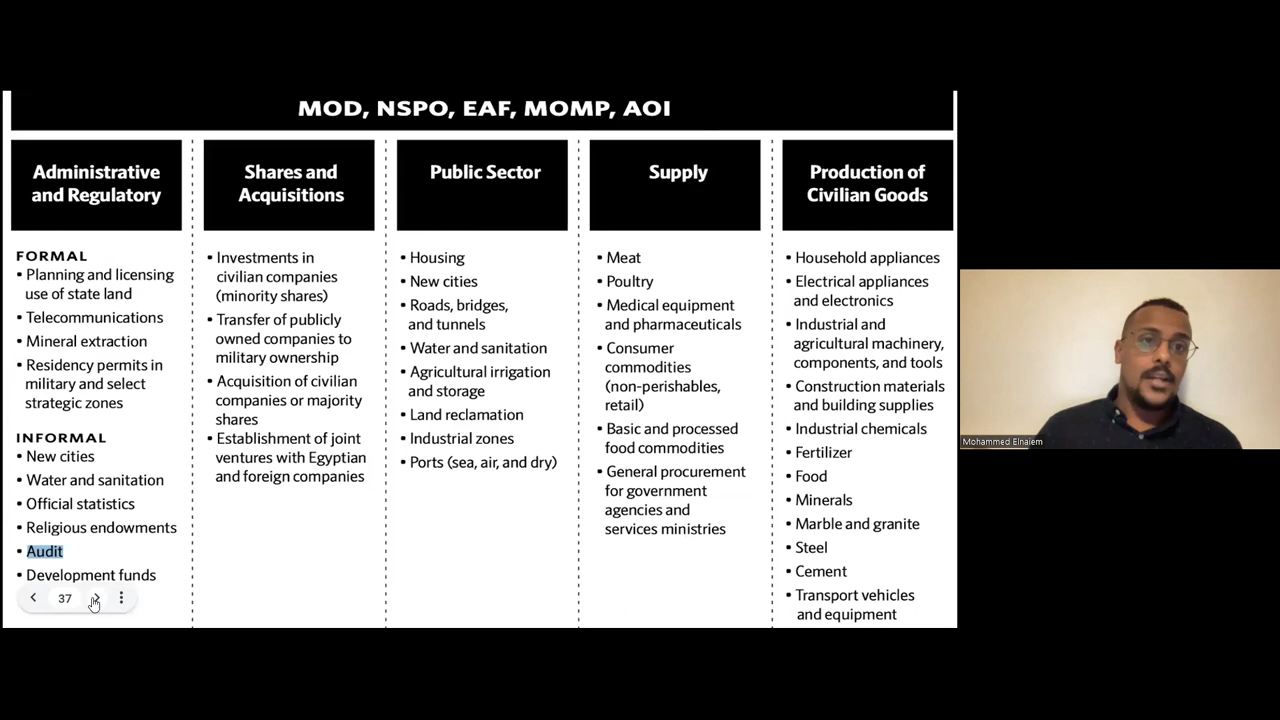 MOD, NSPO, EAF, MOMP, AOI
Administrative
and Regulatory
FORMAL
• Planning and licensing
use of state land
• Telecommunications
• Mineral extraction
• Residency permits in
military and select
strategic zones
INFORMAL
• New cities
• Water and sanitation
• Official statistics
• Religious endowments
• Audit
• Development funds
37
Shares and
Acquisitions
• Investments in
civilian companies
(minority shares)
• Transfer of publicly
owned companies to
military ownership
• Acquisition of civilian
companies or majority
shares
• Establishment of joint
ventures with Egyptian
and foreign companies
Public Sector
• Housing
• New cities
• Roads, bridges,
and tunnels
• Water and sanitation
• Agricultural irrigation
and storage
• Land reclamation
• Industrial zones
• Ports (sea, air, and dry)
Supply
• Meat
• Poultry
• Medical equipment
and pharmaceuticals
• Consumer
commodities
(non-perishables,
retail)
• Basic and processed
food commodities
• General procurement
for government
agencies and
services ministries
Production of
Civilian Goods
• Household appliances
• Electrical appliances
and electronics
• Industrial and
agricultural machinery,
components, and tools
• Construction materials
and building supplies
• Industrial chemicals
• Fertilizer
• Food
• Minerals
• Marble and granite
• Steel
• Cement
• Transport vehicles
and equipment
Mohammed Elnaiem